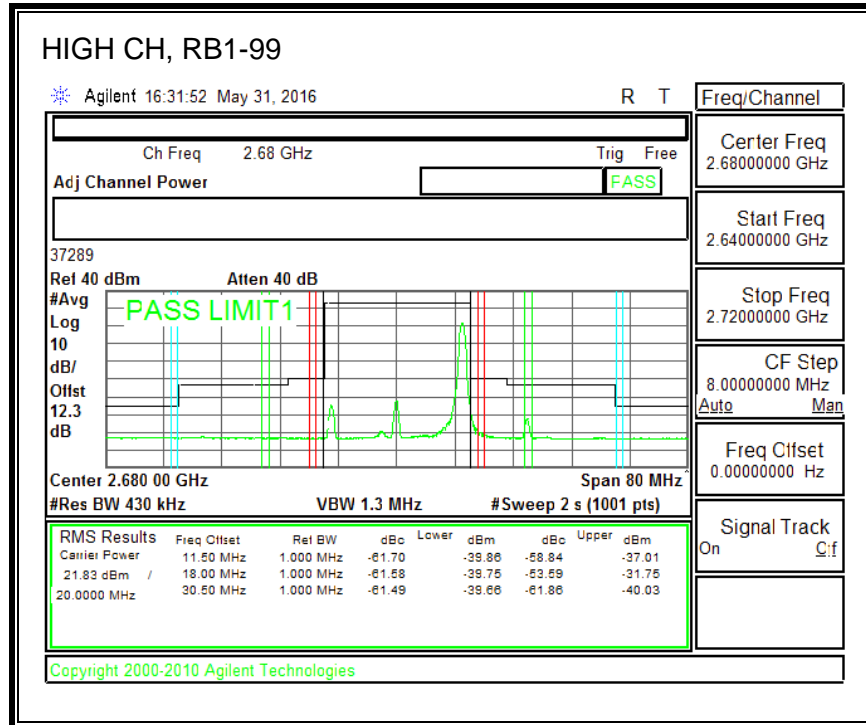 HIGH CH, RB1-99
Agilent 16:31:52 May 31, 2016 R T
Freq/Channel
Ch Freq 2.68 GHz Trig Free
Adj Channel Power PASS
Center Freq
2.68000000 GHz
Start Freq
2.64000000 GHz
Stop Freq
2.72000000 GHz
CF Step
8.00000000 MHz
Auto Man
Freq Offset
0.00000000 Hz
Signal Track
On Off
37289
Ref 40 dBm Atten 40 dB
#Avg
Log
10
dB/
Offst
12.3
dB
PASS LIMIT1
Center 2.680 00 GHz Span 80 MHz
#Res BW 430 kHz VBW 1.3 MHz #Sweep 2 s (1001 pts)
RMS Results Freq Offset Ref BW dBc Lower dBm dBc Upper dBm
Carrier Power 11.50 MHz 1.000 MHz -61.70 -39.86 -58.84 -37.01
21.83 dBm / 18.00 MHz 1.000 MHz -61.58 -39.75 -53.59 -31.75
20.0000 MHz 30.50 MHz 1.000 MHz -61.49 -39.66 -61.86 -40.03
Copyright 2000-2010 Agilent Technologies